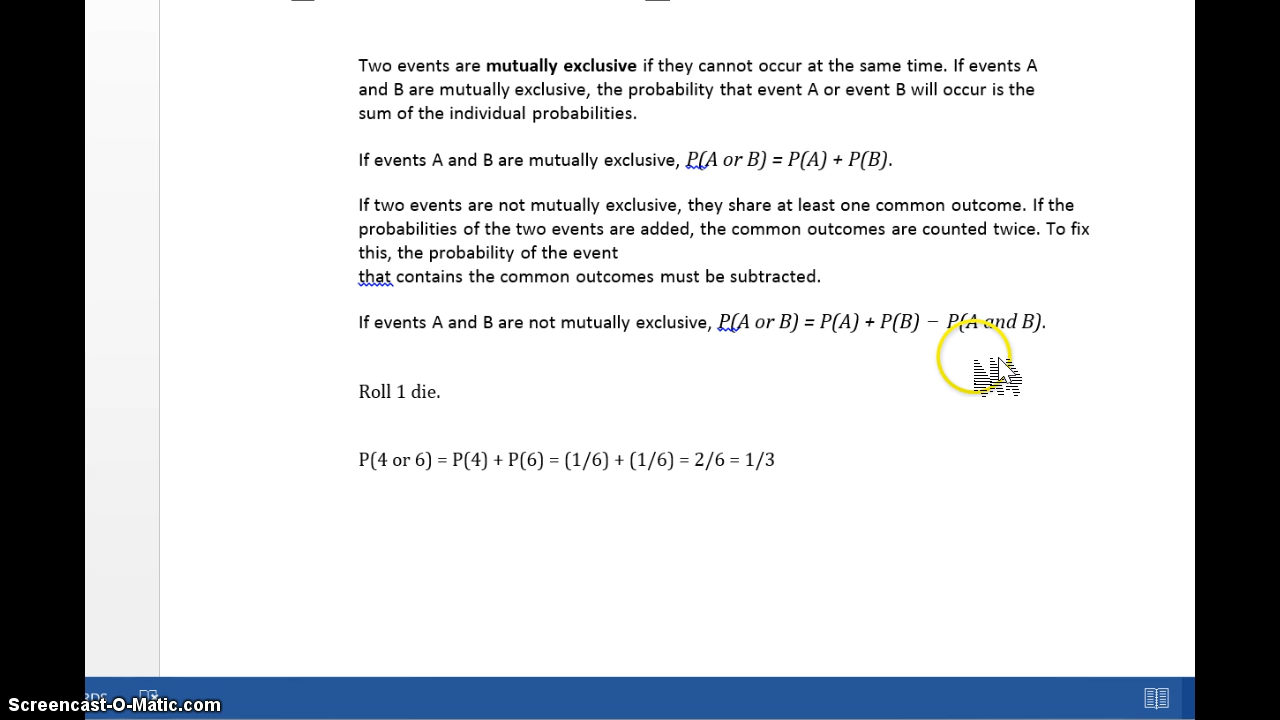 Two events are mutually exclusive if they cannot occur at the same time. If events A
and B are mutually exclusive, the probability that event A or event B will occur is the
sum of the individual probabilities.
If events A and B are mutually exclusive, P(A or B) = P(A) + P(B).
If two events are not mutually exclusive, they share at least one common outcome. If the
probabilities of the two events are added, the common outcomes are counted twice. To fix
this, the probability of the event
that contains the common outcomes must be subtracted.
If events A and B are not mutually exclusive, P(A or B) = P(A) + P(B) − P(A and B).
Roll 1 die.
P(4 or 6) = P(4) + P(6) = (1/6) + (1/6) = 2/6 = 1/3
Screencast-O-Matic.com